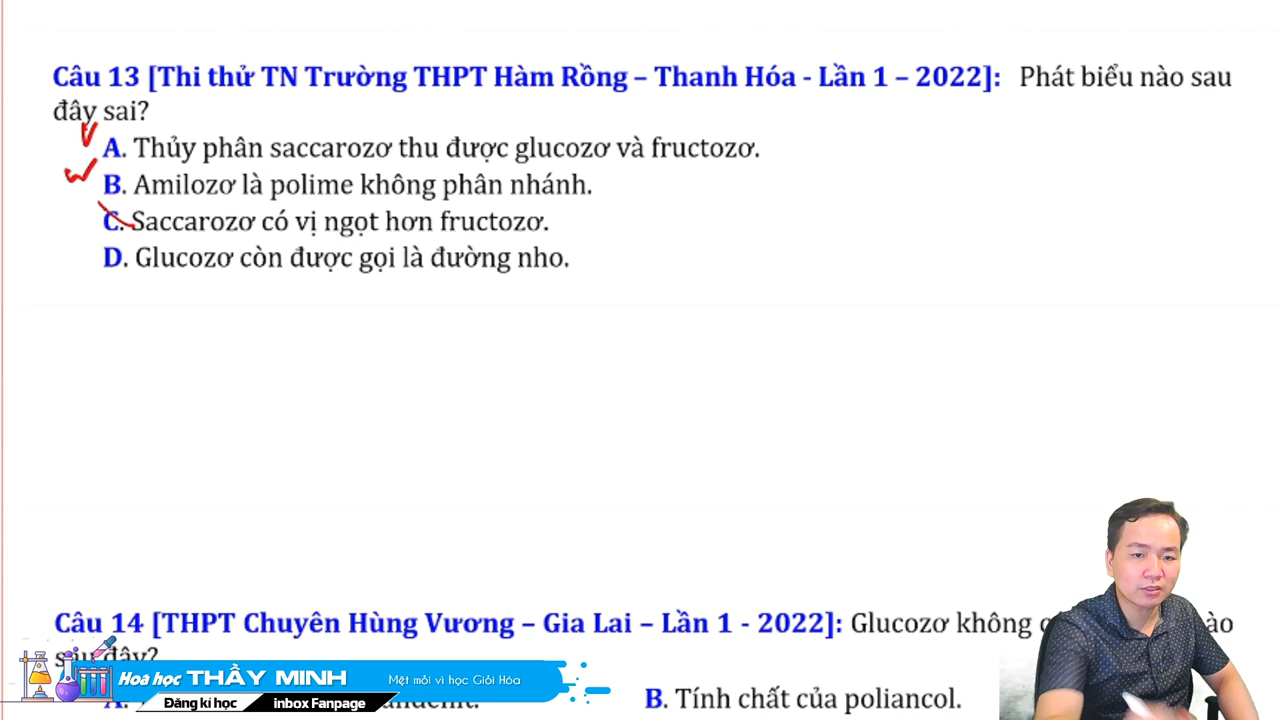 Câu 13 [Thi thử TN Trường THPT Hàm Rồng – Thanh Hóa - Lần 1 – 2022]: Phát biểu nào sau
đây sai?
A. Thủy phân saccarozơ thu được glucozơ và fructozơ.
B. Amilozơ là polime không phân nhánh.
C. Saccarozơ có vị ngọt hơn fructozơ.
D. Glucozơ còn được gọi là đường nho.
Câu 14 [THPT Chuyên Hùng Vương – Gia Lai – Lần 1 - 2022]: Glucozơ không
sau đây?
B. Tính chất của poliancol.
Hoa học THẦY MINH
Mệt mỏi vì học Giỏi Hóa
Đăng kí học inbox Fanpage